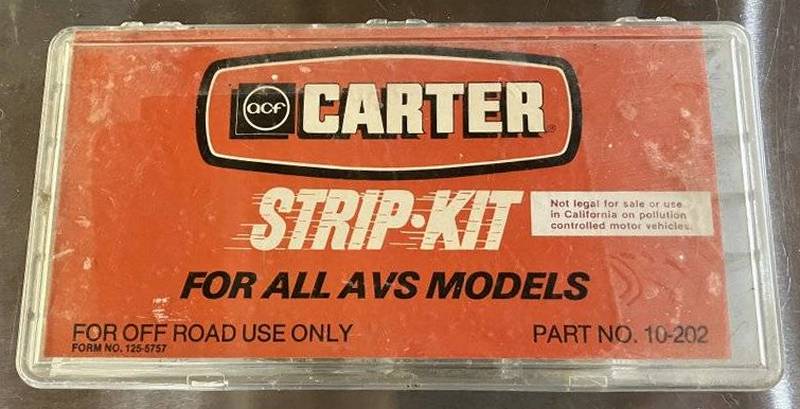 acf CARTER
STRIP·KIT
Not legal for sale or use
in California on pollution
controlled motor vehicles.
FOR ALL AVS MODELS
FOR OFF ROAD USE ONLY
FORM NO. 125-5757
PART NO. 10-202